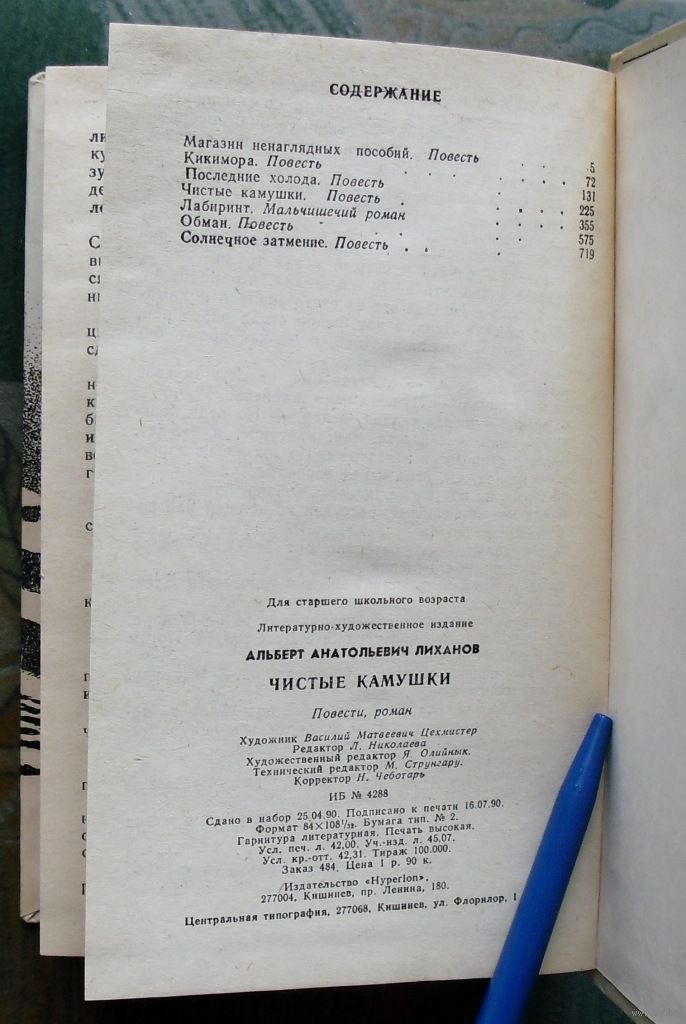 СОДЕРЖАНИЕ
Магазин ненаглядных пособий. Повесть . . . 5
Кикимора. Повесть . . . . 72
Последние холода. Повесть . . . . 131
Чистые камушки. Повесть . . . . 225
Лабиринт. Мальчишечий роман . . . . 355
Обман. Повесть . . . . 575
Солнечное затмение. Повесть . . . 719
Для старшего школьного возраста
Литературно-художественное издание
АЛЬБЕРТ АНАТОЛЬЕВИЧ ЛИХАНОВ
ЧИСТЫЕ КАМУШКИ
Повести, роман
Художник Василий Матвеевич Цехмистер
Редактор Л. Николаева
Художественный редактор Я. Олийнык.
Технический редактор М. Струнгару.
Корректор Н. Чеботарь
ИБ № 4288
Сдано в набор 25.04.90. Подписано к печати 16.07.90.
Формат 84×108¹/₃₂. Бумага тип. № 2.
Гарнитура литературная. Печать высокая.
Усл. печ. л. 42,00. Уч.-изд. л. 45,07.
Усл. кр.-отт. 42,31. Тираж 100.000.
Заказ 484. Цена 1 р. 90 к.
Издательство «Hyperion».
277004, Кишинев, пр. Ленина, 180.
Центральная типография, 277068, Кишинев, ул. Флорилор, 1